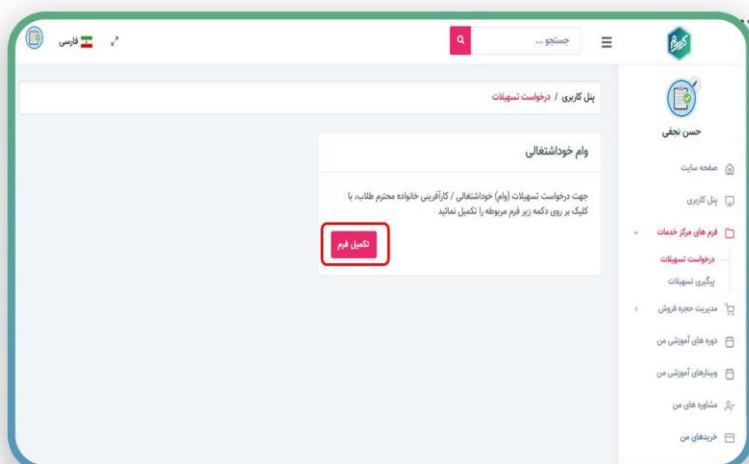 جستجو ...
فارسی
حسن نجفی
صفحه سایت
پنل کاربری
فرم های مرکز خدمات
درخواست تسهیلات
پیگیری تسهیلات
مدیریت حجره فروش
دوره های آموزشی من
وبینارهای آموزشی من
مشاوره های من
خریدهای من
پنل کاربری / درخواست تسهیلات
وام خوداشتغالی
جهت درخواست تسهیلات (وام) خوداشتغالی / کارآفرینی خانواده محترم طلاب، با
کلیک بر روی دکمه زیر فرم مربوطه را تکمیل نمائید
تکمیل فرم